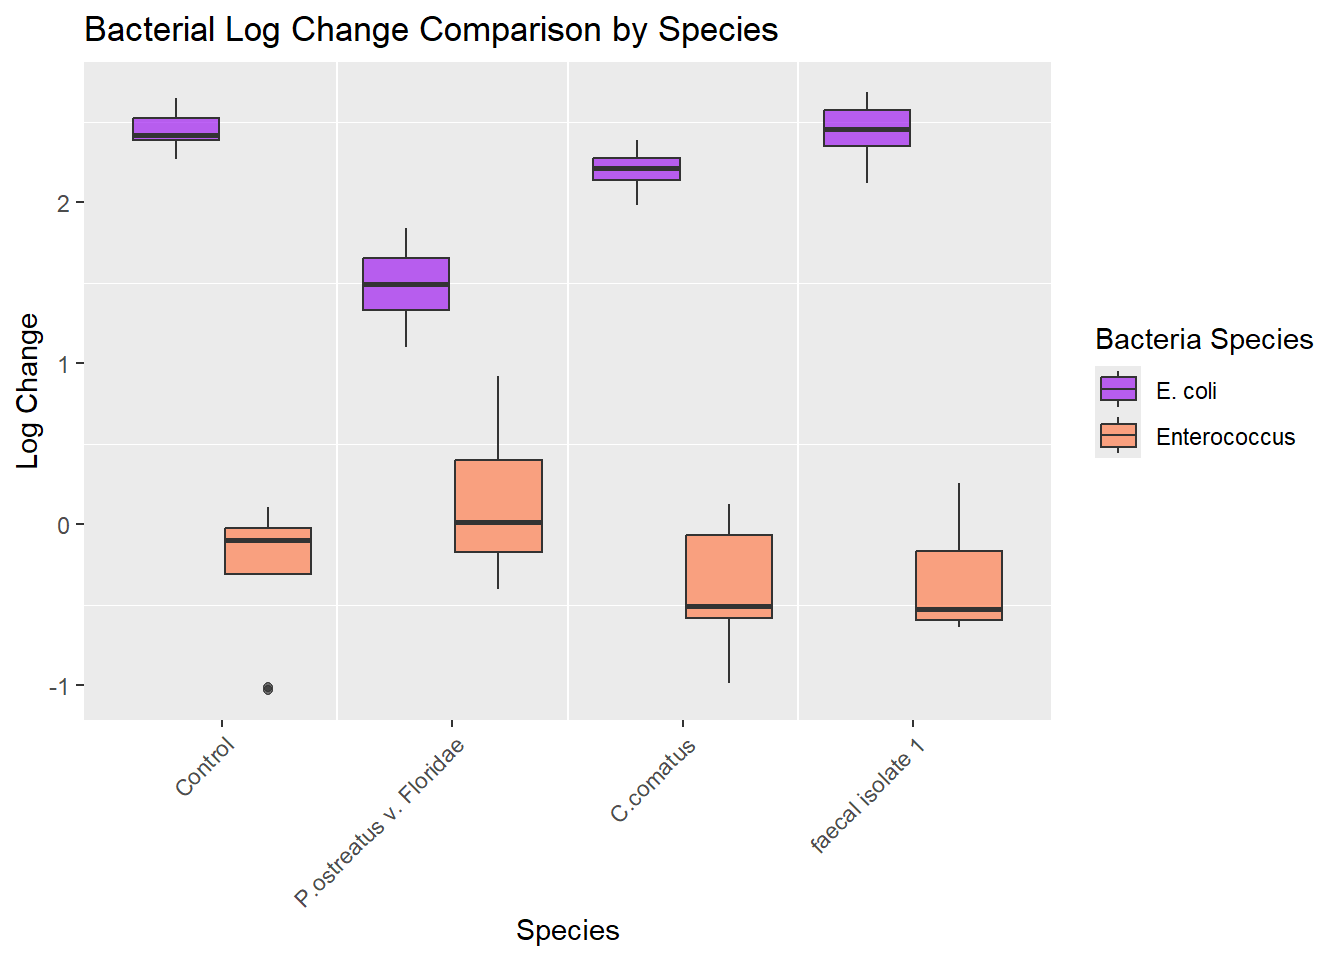 Bacterial Log Change Comparison by Species
Log Change
2
1
0
-1
Control
P.ostreatus v. Floridae
C.comatus
faecal isolate 1
Species
Bacteria Species
E. coli
Enterococcus